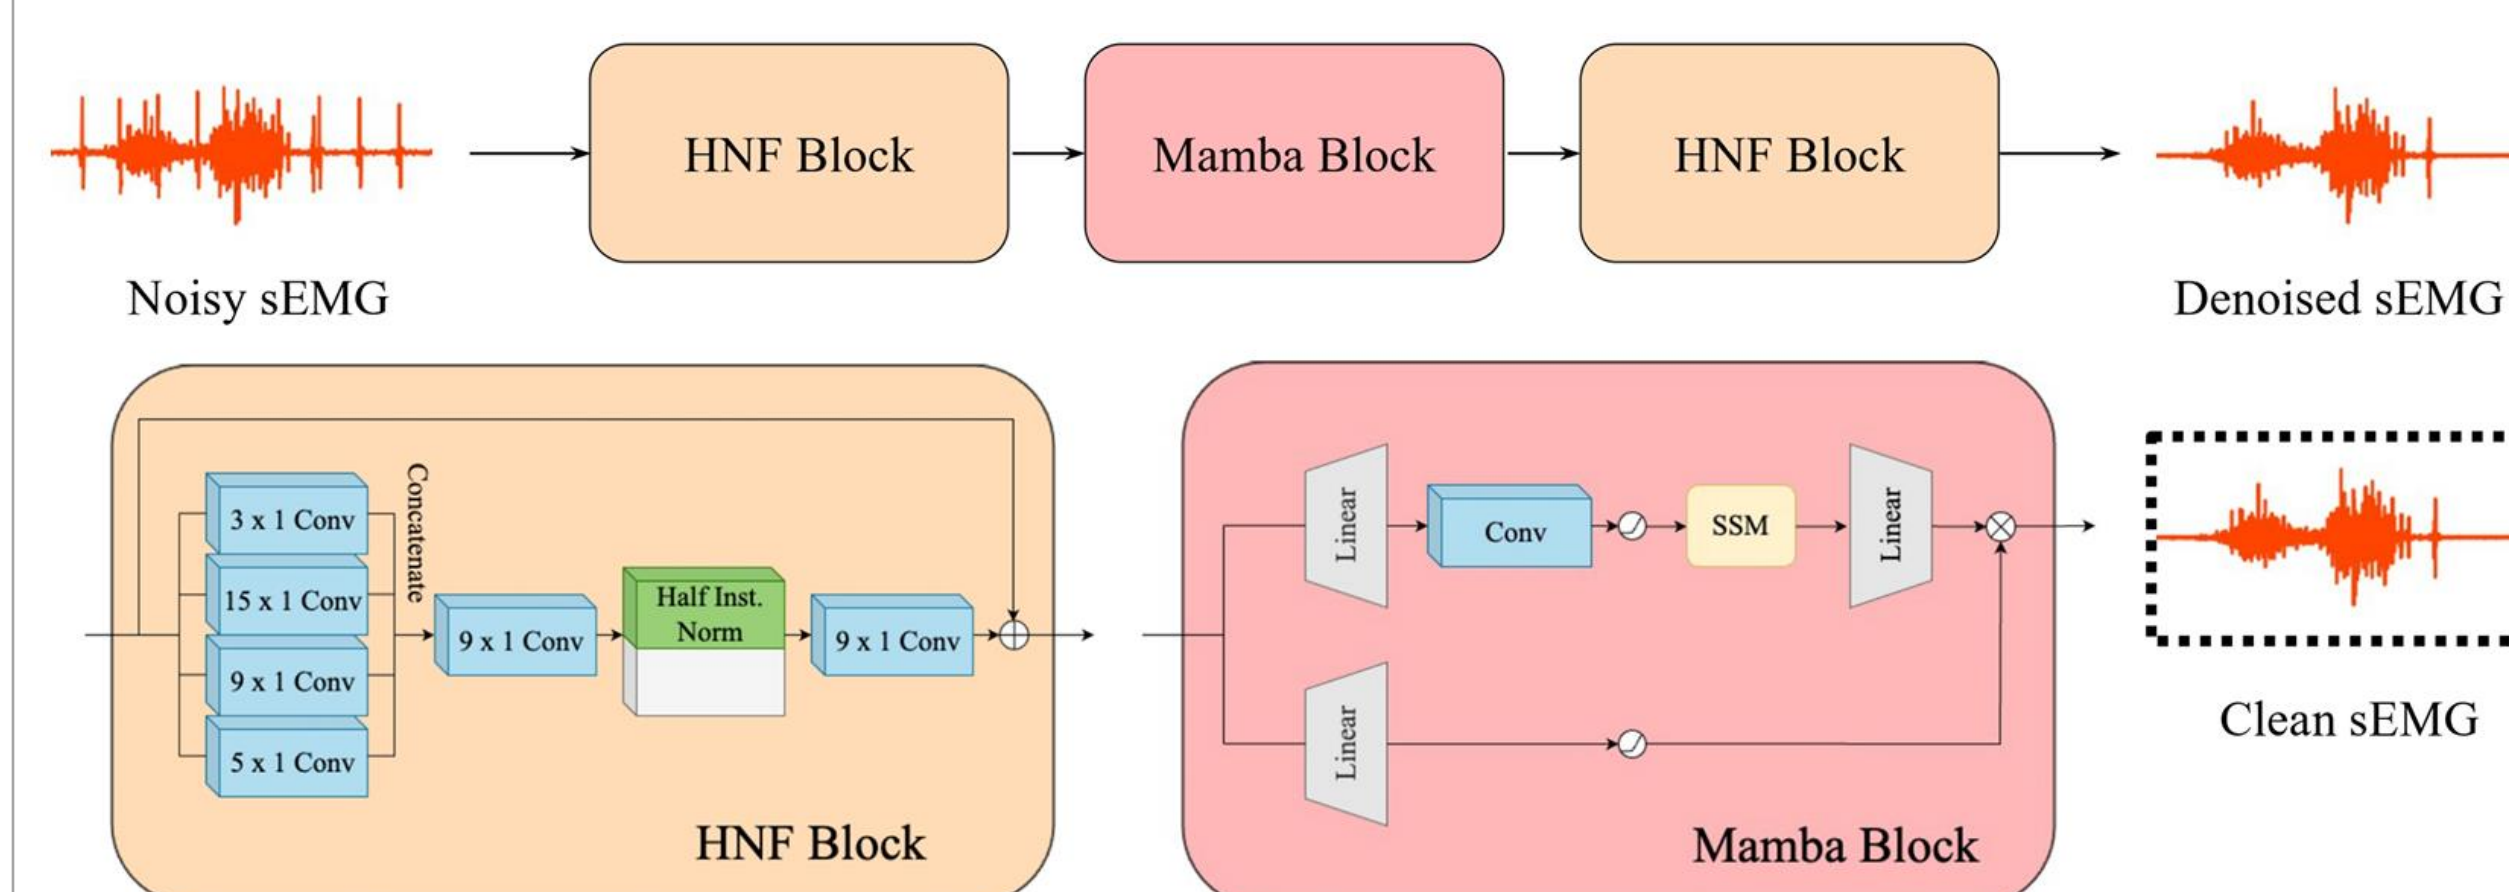 HNF Block
Mamba Block
HNF Block
Noisy sEMG
Denoised sEMG
Concatenate
3 x 1 Conv
15 x 1 Conv
9 x 1 Conv
5 x 1 Conv
9 x 1 Conv
Half Inst.
Norm
9 x 1 Conv
HNF Block
Linear
Conv
SSM
Linear
Linear
Mamba Block
Clean sEMG